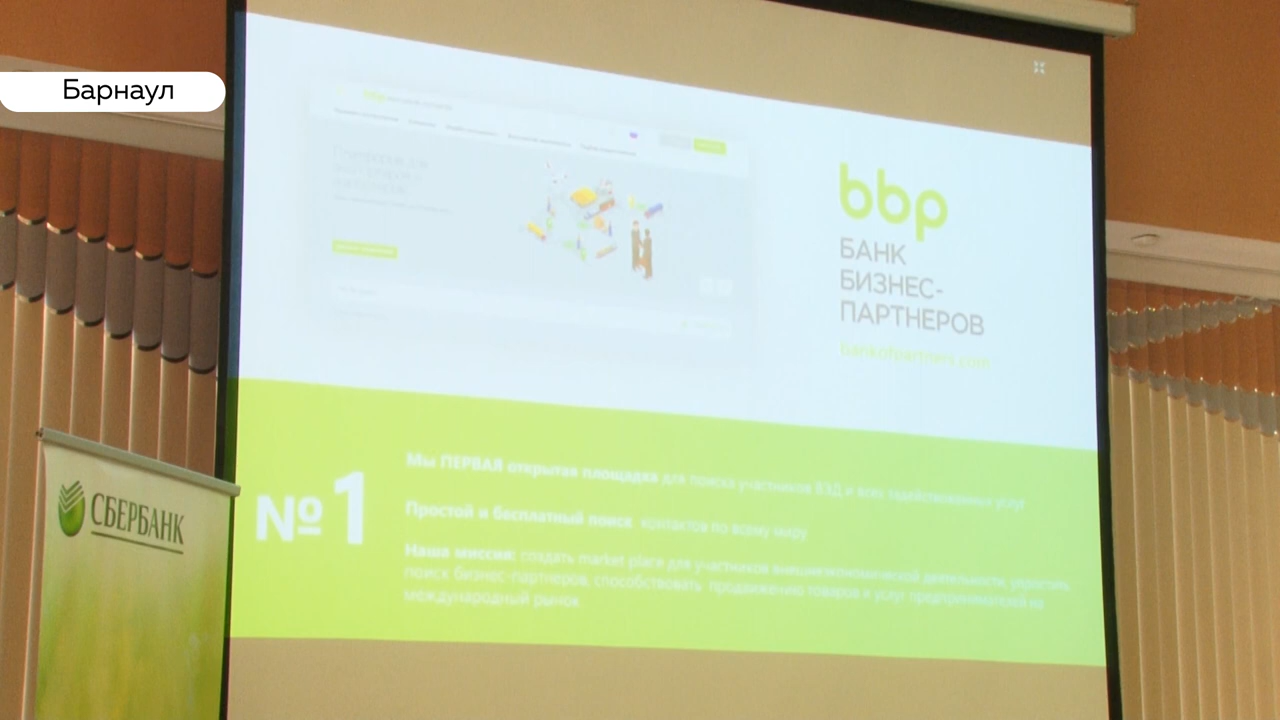 Барнаул
bbp
БАНК
БИЗНЕС-
ПАРТНЕРОВ
bankofpartners.com
СБЕРБАНК
№1
Мы ПЕРВАЯ открытая площадка для поиска участников ВЭД и всех задействованных услуг
Простой и бесплатный поиск контактов по всему миру
Наша миссия: создать market place для участников внешнеэкономической деятельности, упростить
поиск бизнес-партнеров, способствовать продвижению товаров и услуг предпринимателей на
международный рынок